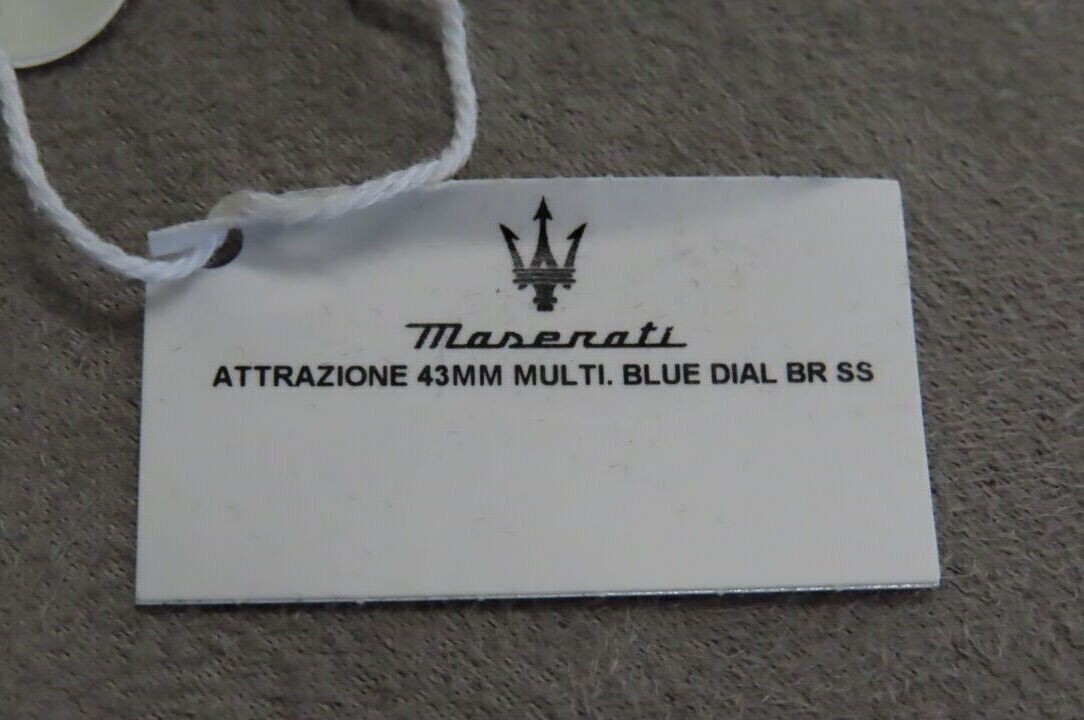 Maserati
ATTRAZIONE 43MM MULTI. BLUE DIAL BR SS